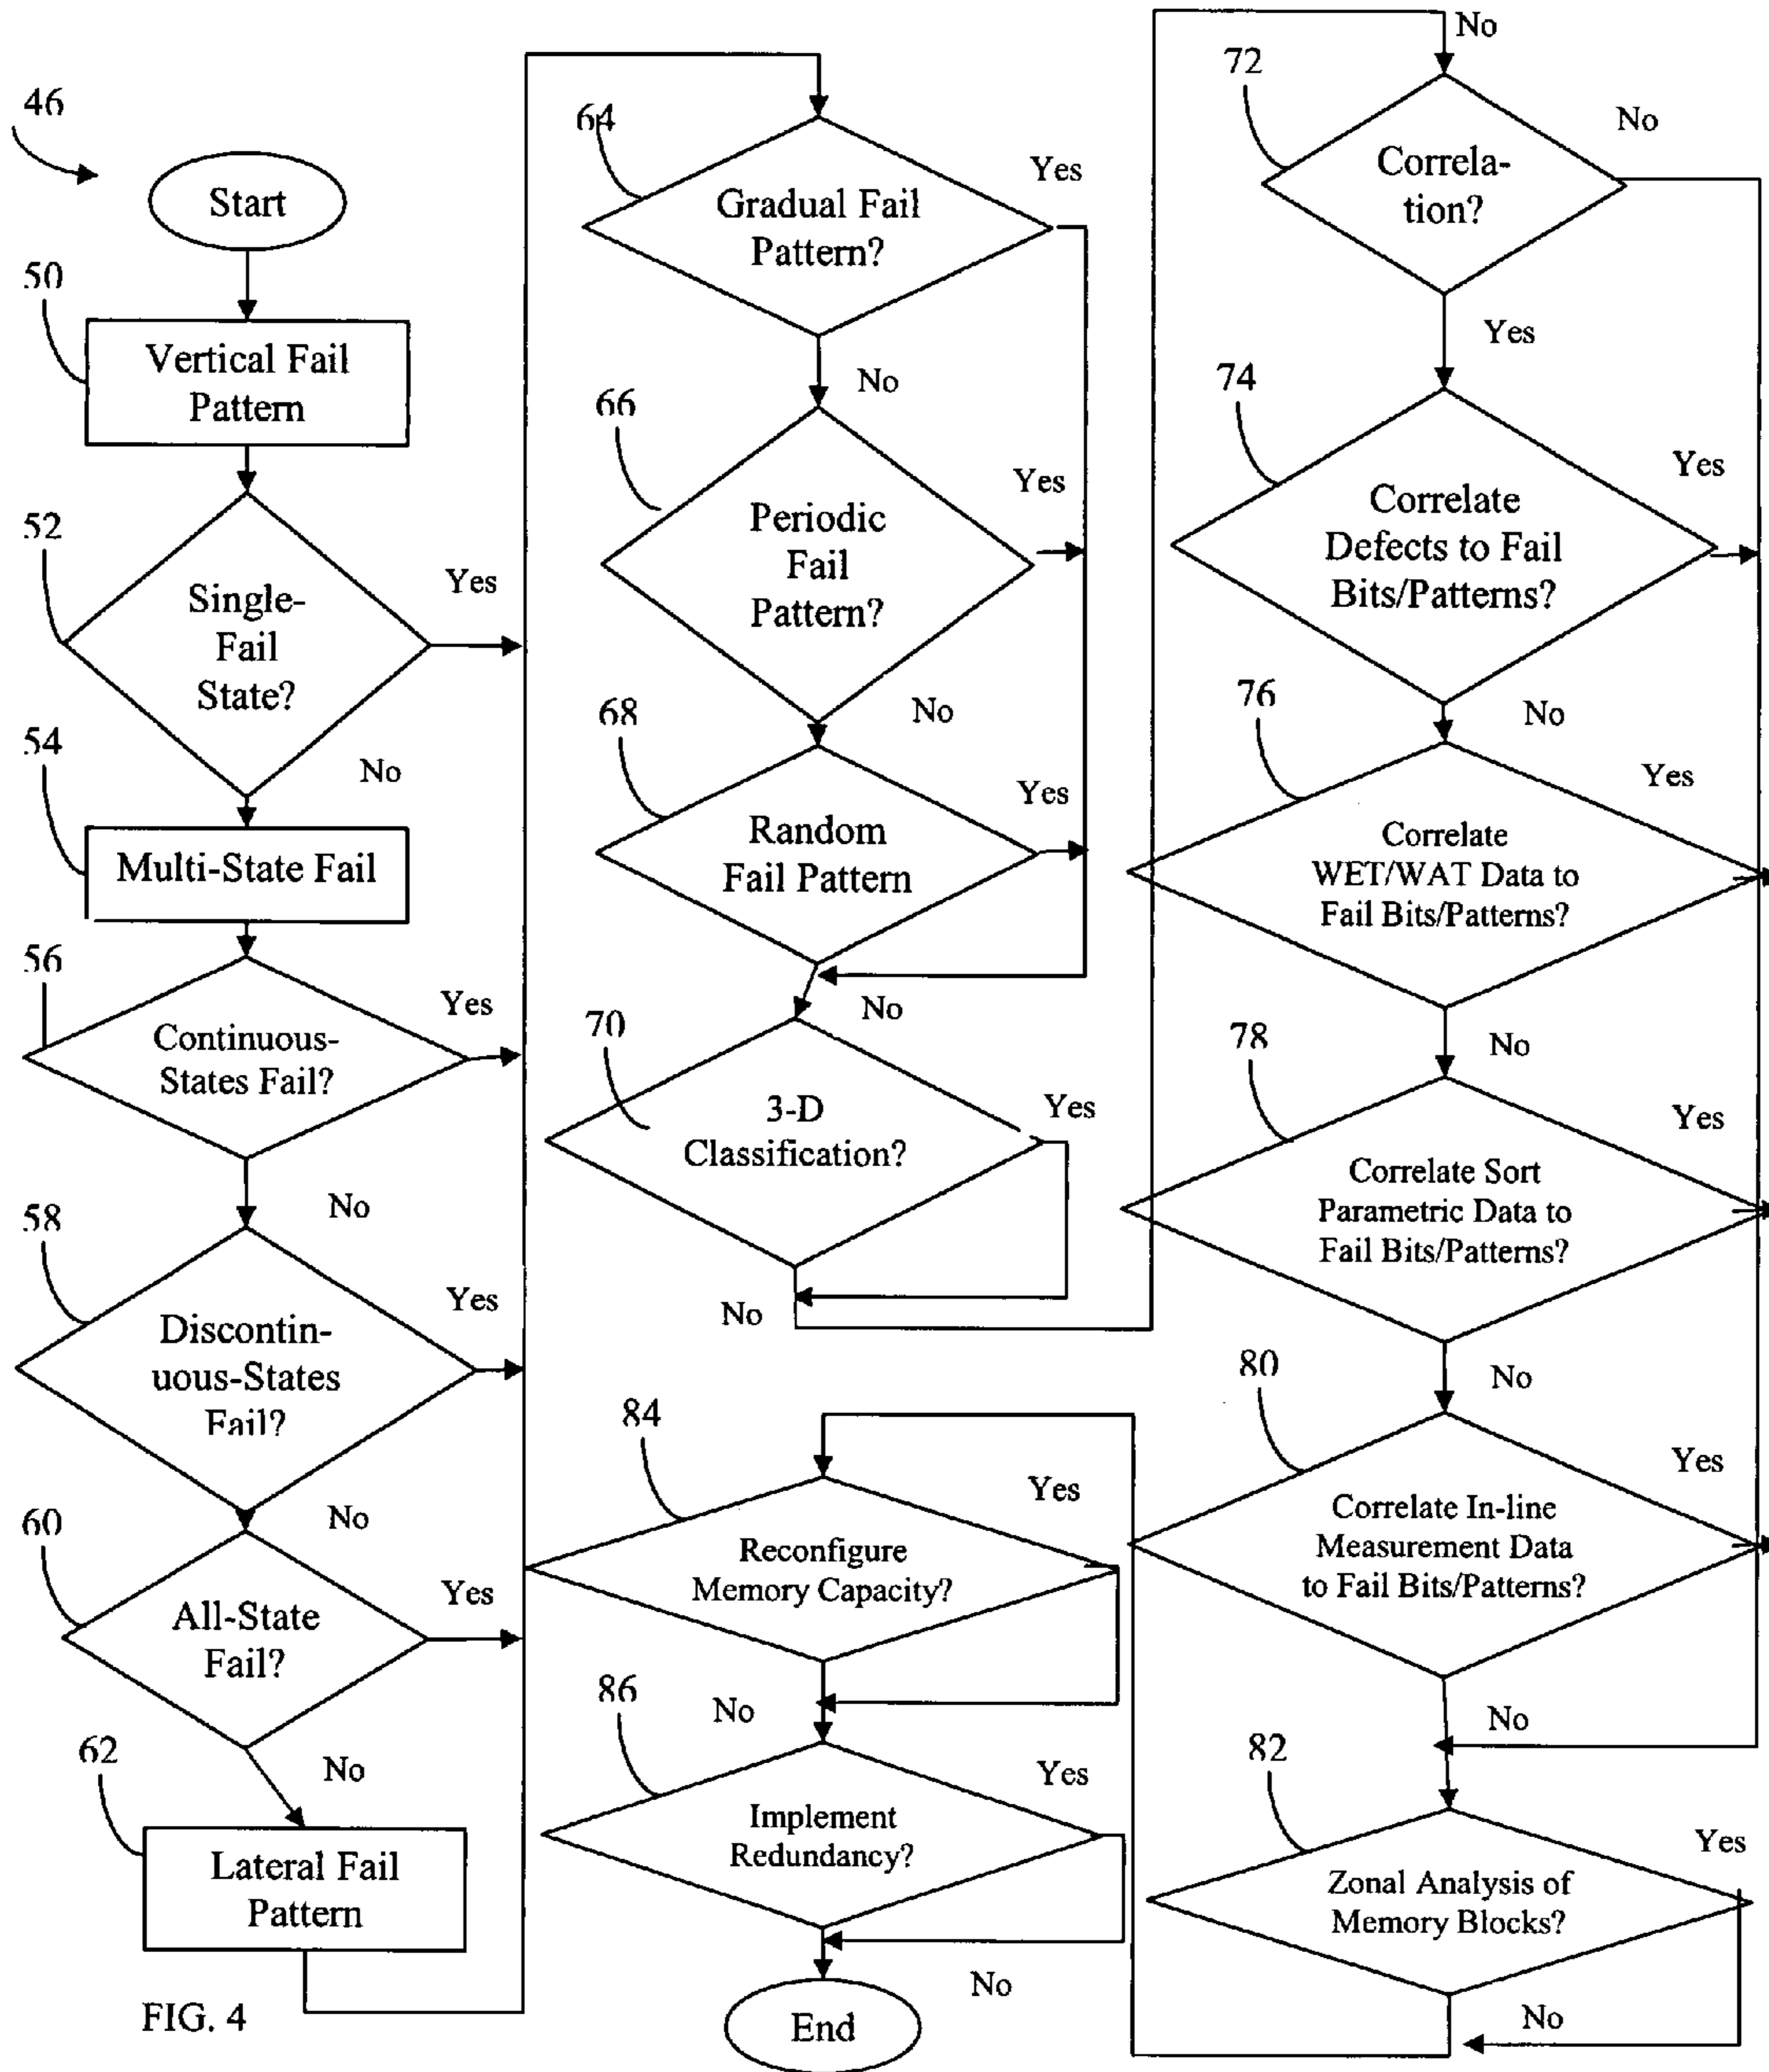 46
Start
50
Vertical Fail
Pattern
52
Single-
Fail
State?
Yes
No
54
Multi-State Fail
56
Continuous-
States Fail?
Yes
No
58
Discontin-
uous-States
Fail?
Yes
No
60
All-State
Fail?
Yes
No
62
Lateral Fail
Pattern
FIG. 4
64
Gradual Fail
Pattern?
Yes
No
66
Periodic
Fail
Pattern?
Yes
No
68
Random
Fail Pattern
Yes
No
70
3-D
Classification?
Yes
No
No
72
Correla-
tion?
No
Yes
74
Correlate
Defects to Fail
Bits/Patterns?
Yes
No
76
Correlate
WET/WAT Data to
Fail Bits/Patterns?
Yes
No
78
Correlate Sort
Parametric Data to
Fail Bits/Patterns?
Yes
No
80
Correlate In-line
Measurement Data
to Fail Bits/Patterns?
Yes
No
82
Zonal Analysis of
Memory Blocks?
Yes
No
84
Reconfigure
Memory Capacity?
Yes
No
86
Implement
Redundancy?
Yes
No
End